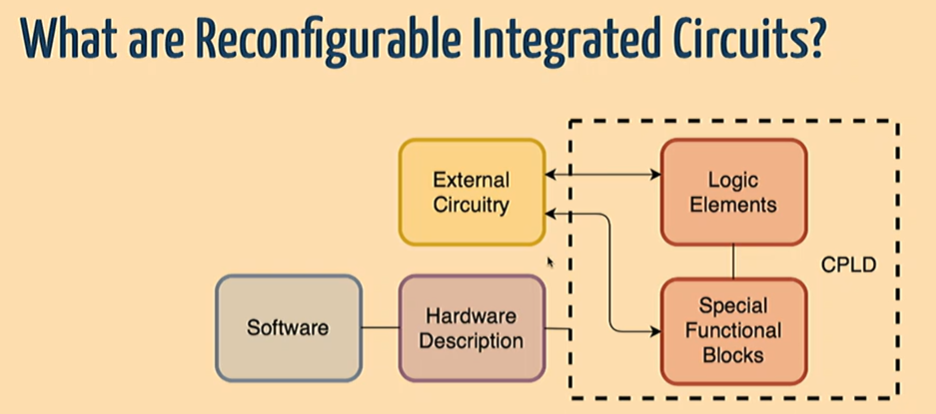 What are Reconfigurable Integrated Circuits?
External
Circuitry
Logic
Elements
CPLD
Software
Hardware
Description
Special
Functional
Blocks